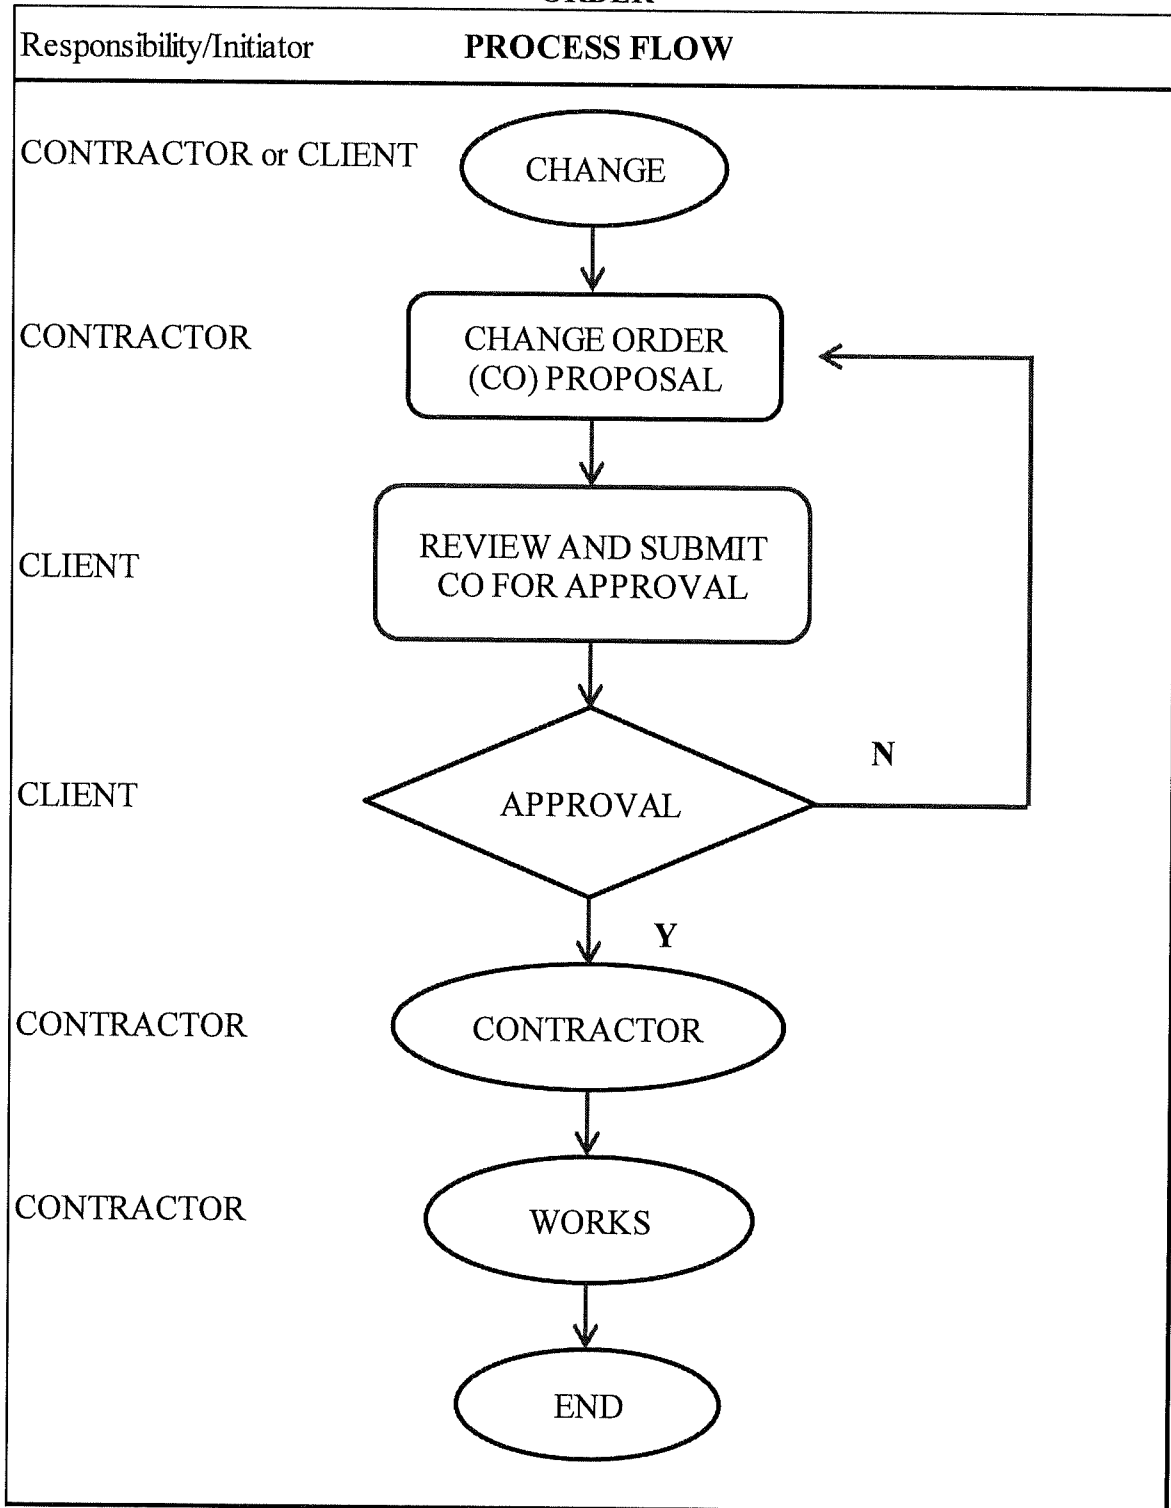 ORDER
Responsibility/Initiator PROCESS FLOW
CONTRACTOR or CLIENT CHANGE
CONTRACTOR CHANGE ORDER
(CO) PROPOSAL
CLIENT REVIEW AND SUBMIT
CO FOR APPROVAL
N
CLIENT APPROVAL
Y
CONTRACTOR CONTRACTOR
CONTRACTOR WORKS
END